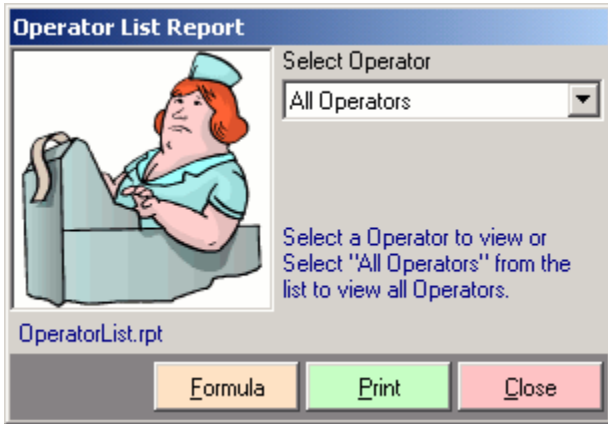 Operator List Report
Select Operator
All Operators
Select a Operator to view or
Select "All Operators" from the
list to view all Operators.
OperatorList.rpt
Formula
Print
Close